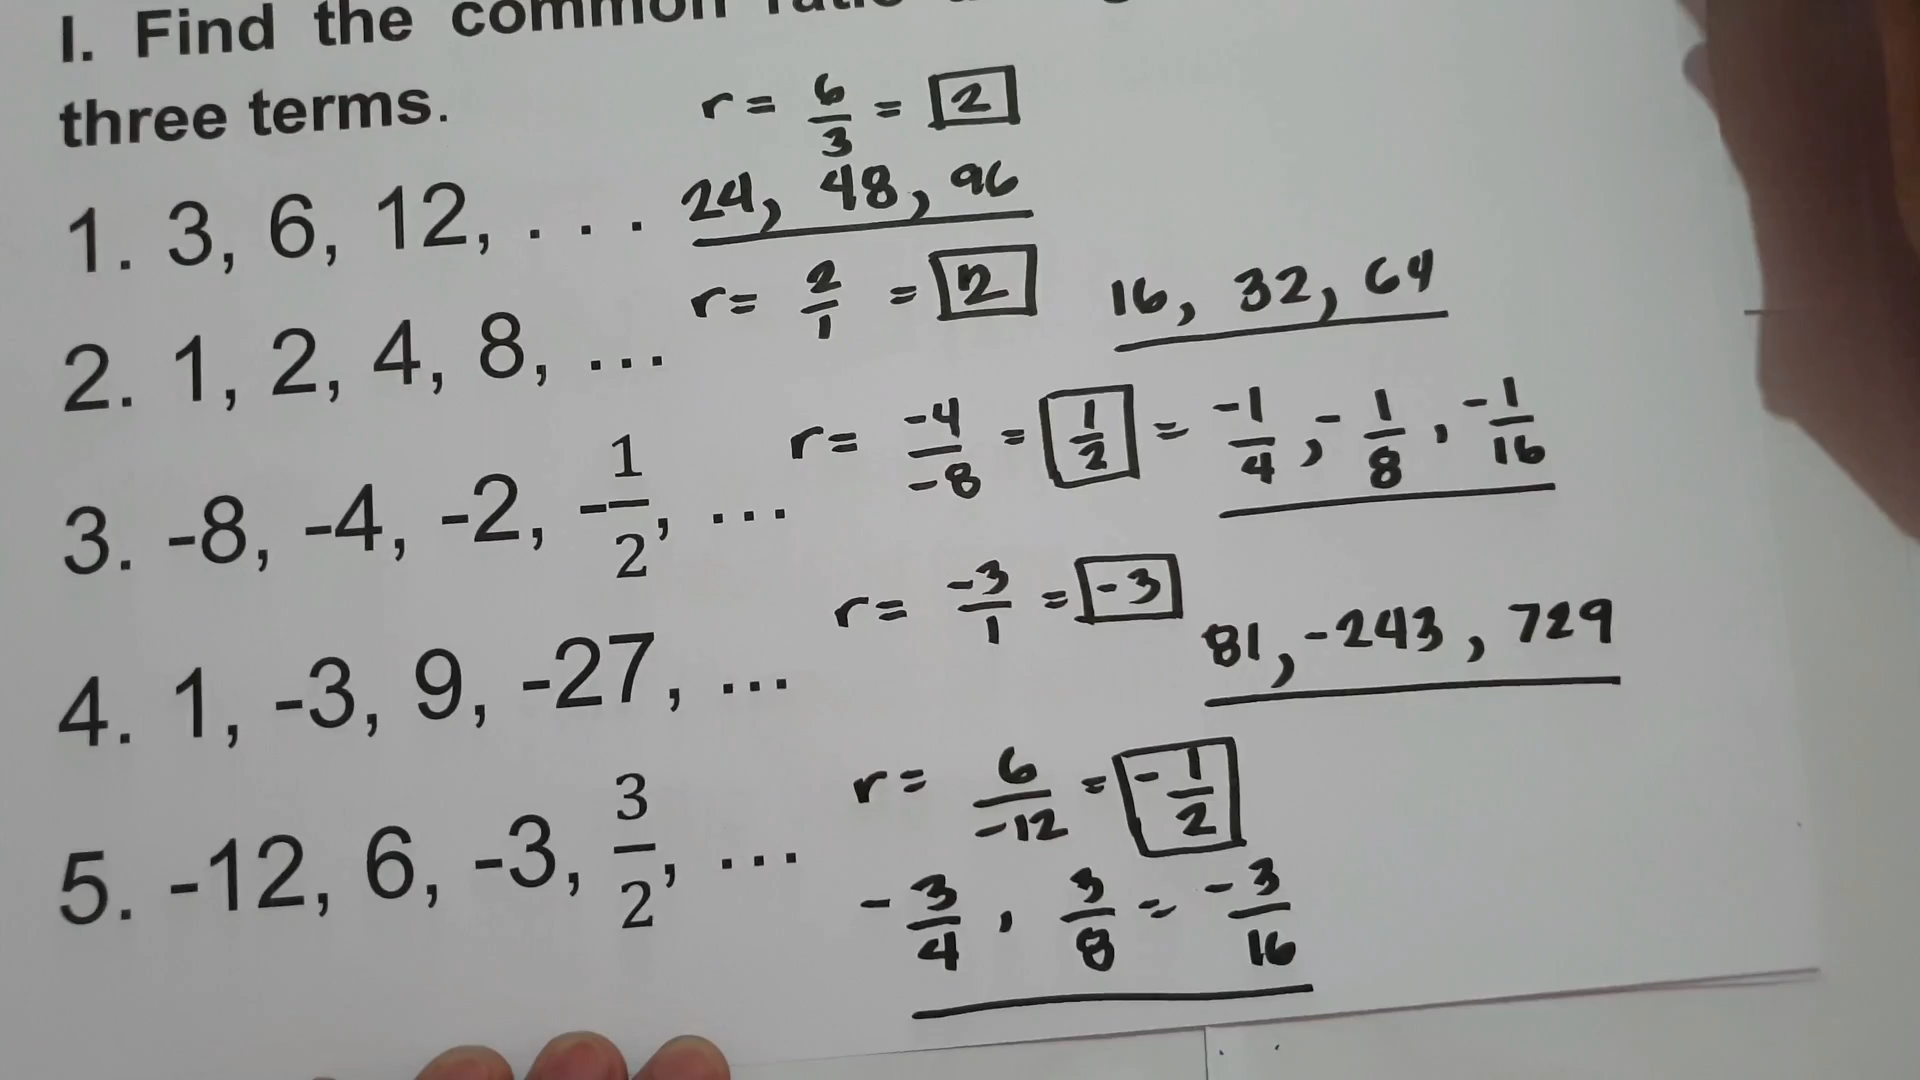 I. Find the common
three terms.
r = 6/3 = 2
1. 3, 6, 12, . . . 24, 48, 96
r = 2/1 = 2 16, 32, 64
2. 1, 2, 4, 8, ...
r = -4/-8 = 1/2 = -1/4, -1/8, -1/16
3. -8, -4, -2, -1/2, ...
r = -3/1 = -3 81, -243, 729
4. 1, -3, 9, -27, ...
r = 6/-12 = -1/2
5. -12, 6, -3, 3/2, ...
-3/4, 3/8 = -3/16